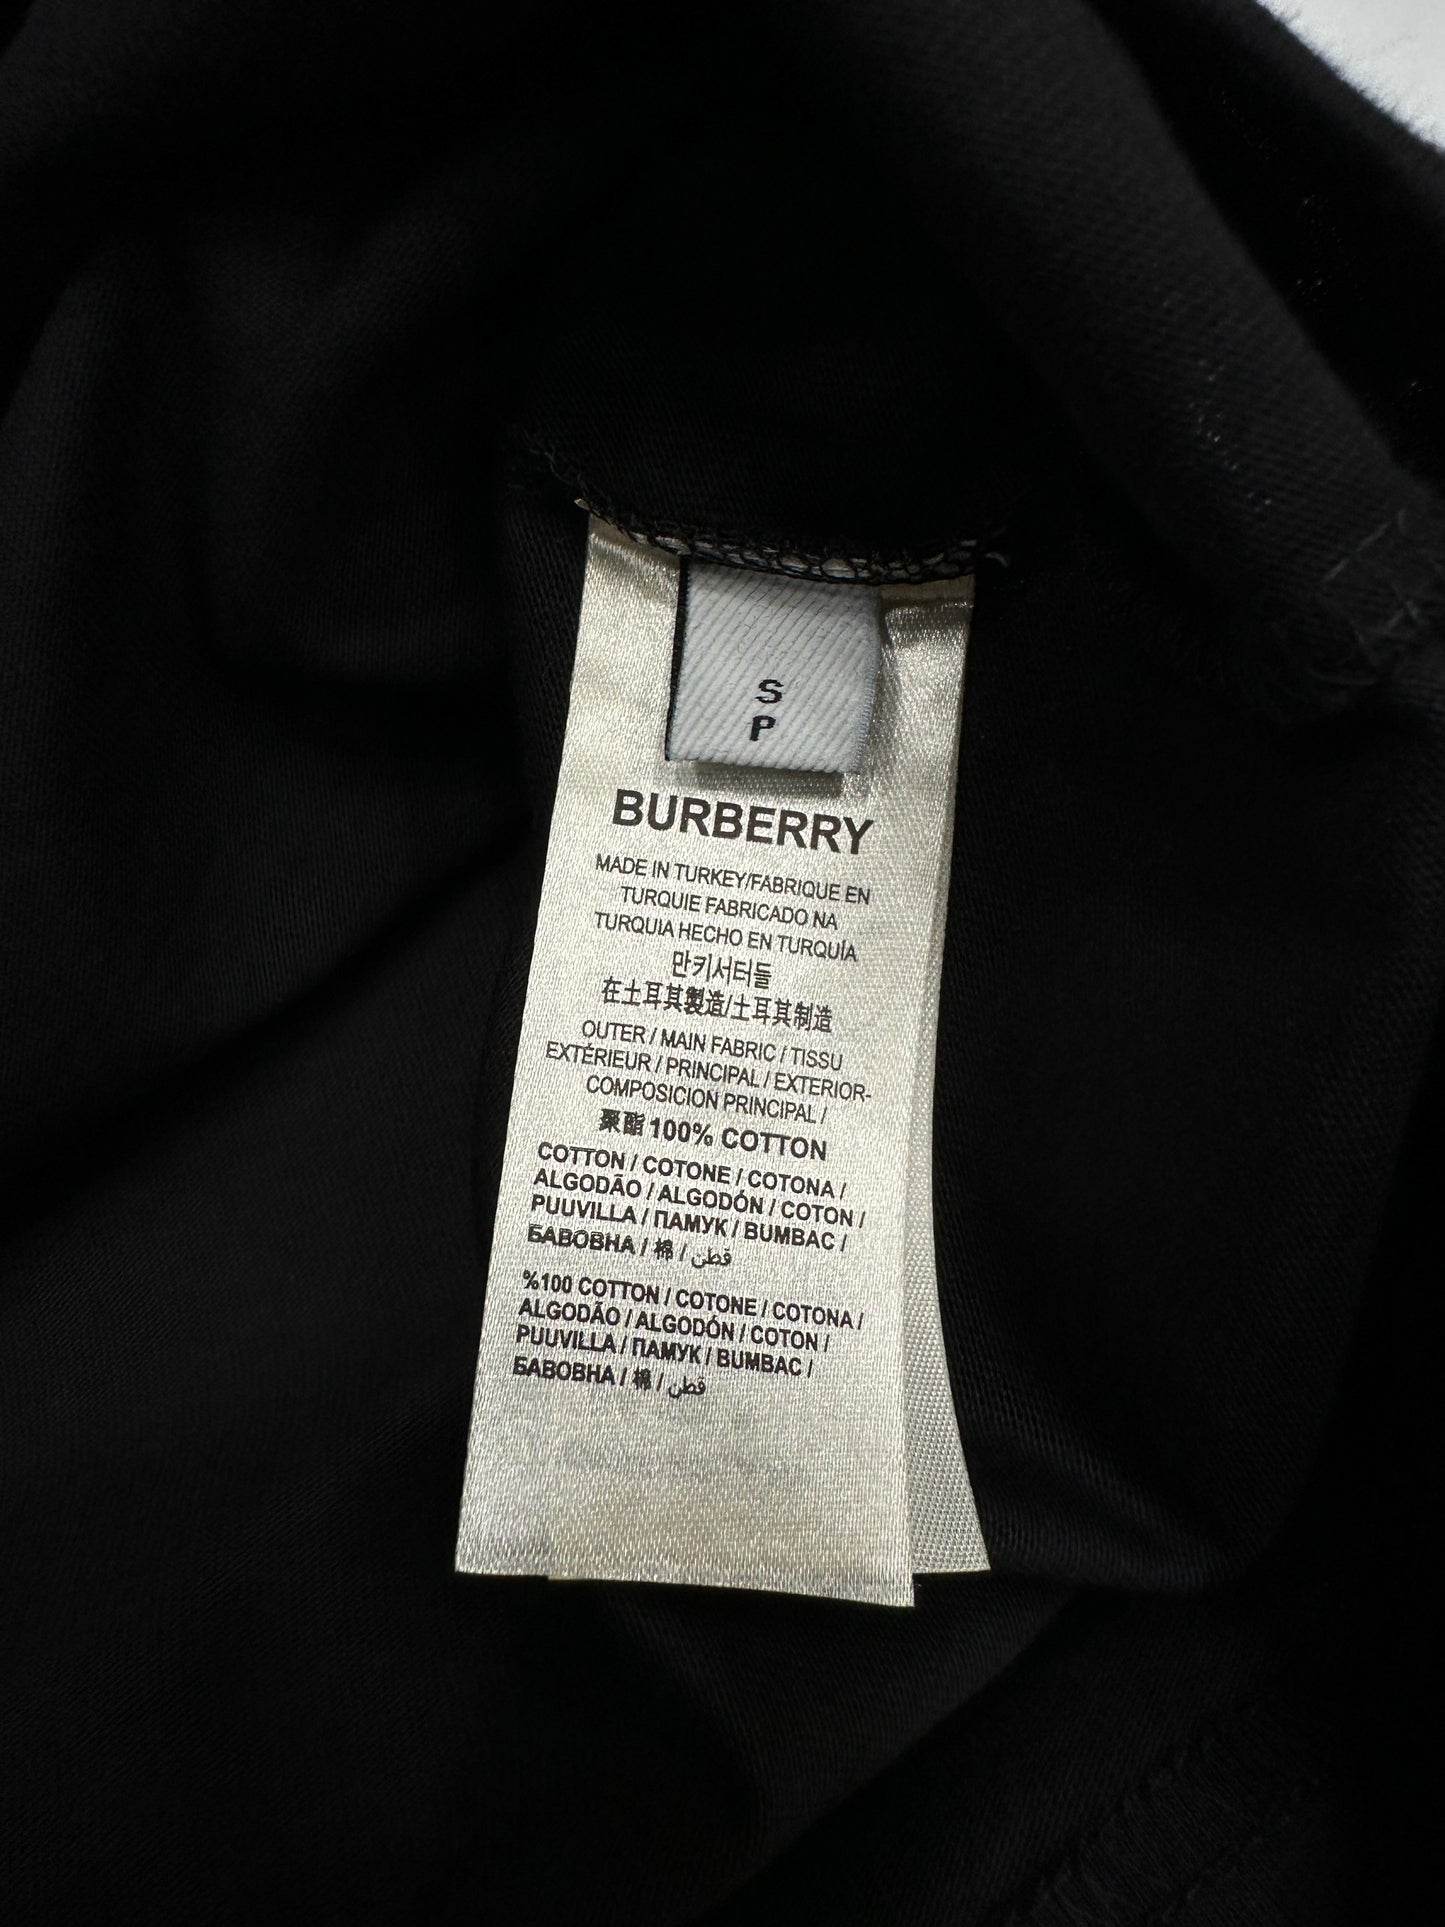 S
P
BURBERRY
MADE IN TURKEY/FABRIQUE EN
TURQUIE FABRICADO NA
TURQUIA HECHO EN TURQUÍA
만키서터들
在土耳其製造/土耳其制造
OUTER / MAIN FABRIC / TISSU
EXTÉRIEUR / PRINCIPAL / EXTERIOR-
COMPOSICION PRINCIPAL /
聚酯 100% COTTON
COTTON / COTONE / COTONA /
ALGODÃO / ALGODÓN / COTON /
PUUVILLA / ПАМУК / BUMBAC /
БАВОВНА / 棉 / قطن
%100 COTTON / COTONE / COTONA /
ALGODÃO / ALGODÓN / COTON /
PUUVILLA / ПАМУК / BUMBAC /
БАВОВНА / 棉 / قطن